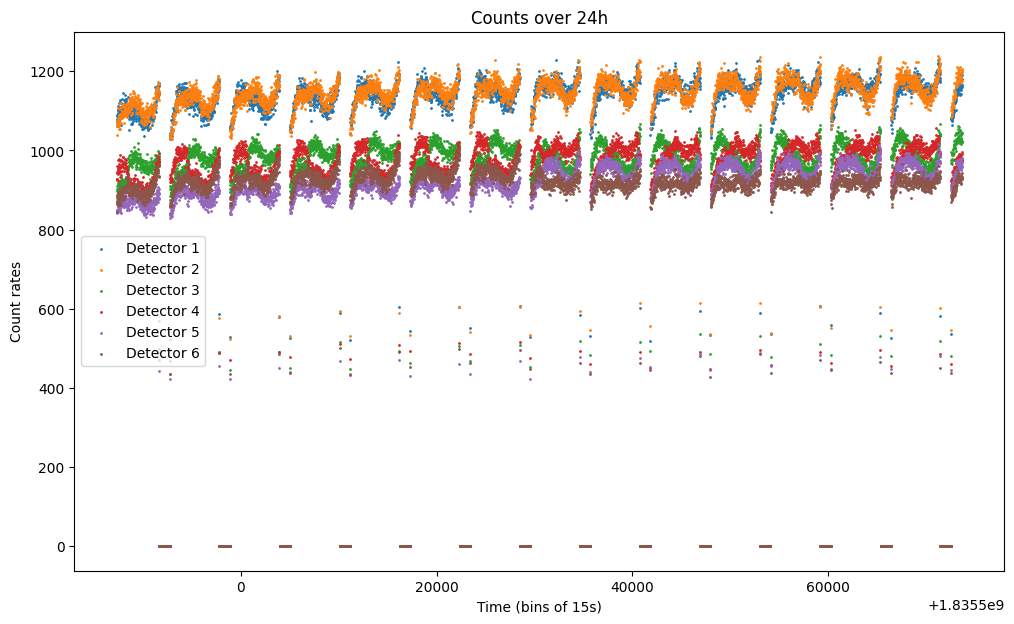 Counts over 24h
1200
1000
800
600
400
200
0
Count rates
Detector 1
Detector 2
Detector 3
Detector 4
Detector 5
Detector 6
0
20000
40000
60000
+1.8355e9
Time (bins of 15s)